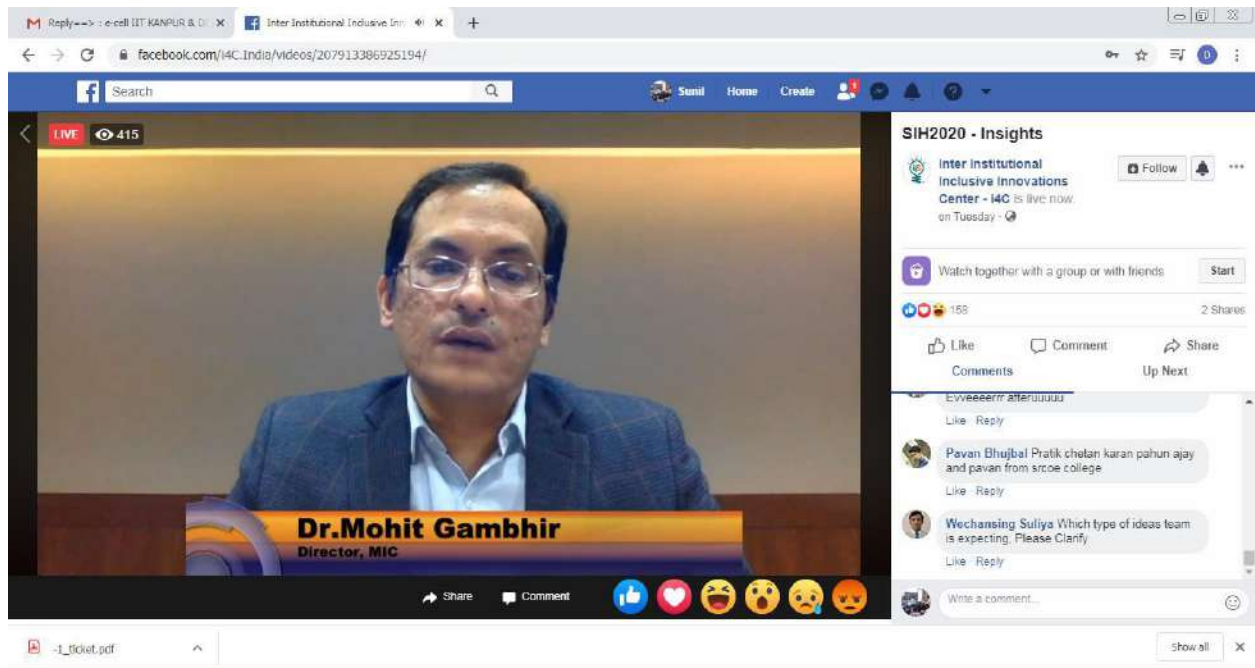 Reply==> : e-cell IIT KANPUR & D
Inter Institutional Inclusive Inn
facebook.com/I4C.India/videos/207913386925194/
D
Search
Sunil Home Create
LIVE 415
SIH2020 - Insights
Inter Institutional
Inclusive Innovations
Center - i4C is live now.
on Tuesday
Follow
Watch together with a group or with friends
Start
158
2 Shares
Like Comment Share
Comments Up Next
Evveeeerrr afteruuuuu
Like Reply
Pavan Bhujbal Pratik chetan karan pahun ajay
and pavan from srcoe college
Like Reply
Wechansing Suliya Which type of ideas team
is expecting, Please Clarify
Like Reply
Dr.Mohit Gambhir
Director, MIC
Share Comment
Write a comment...
-1_ticket.pdf
Show all